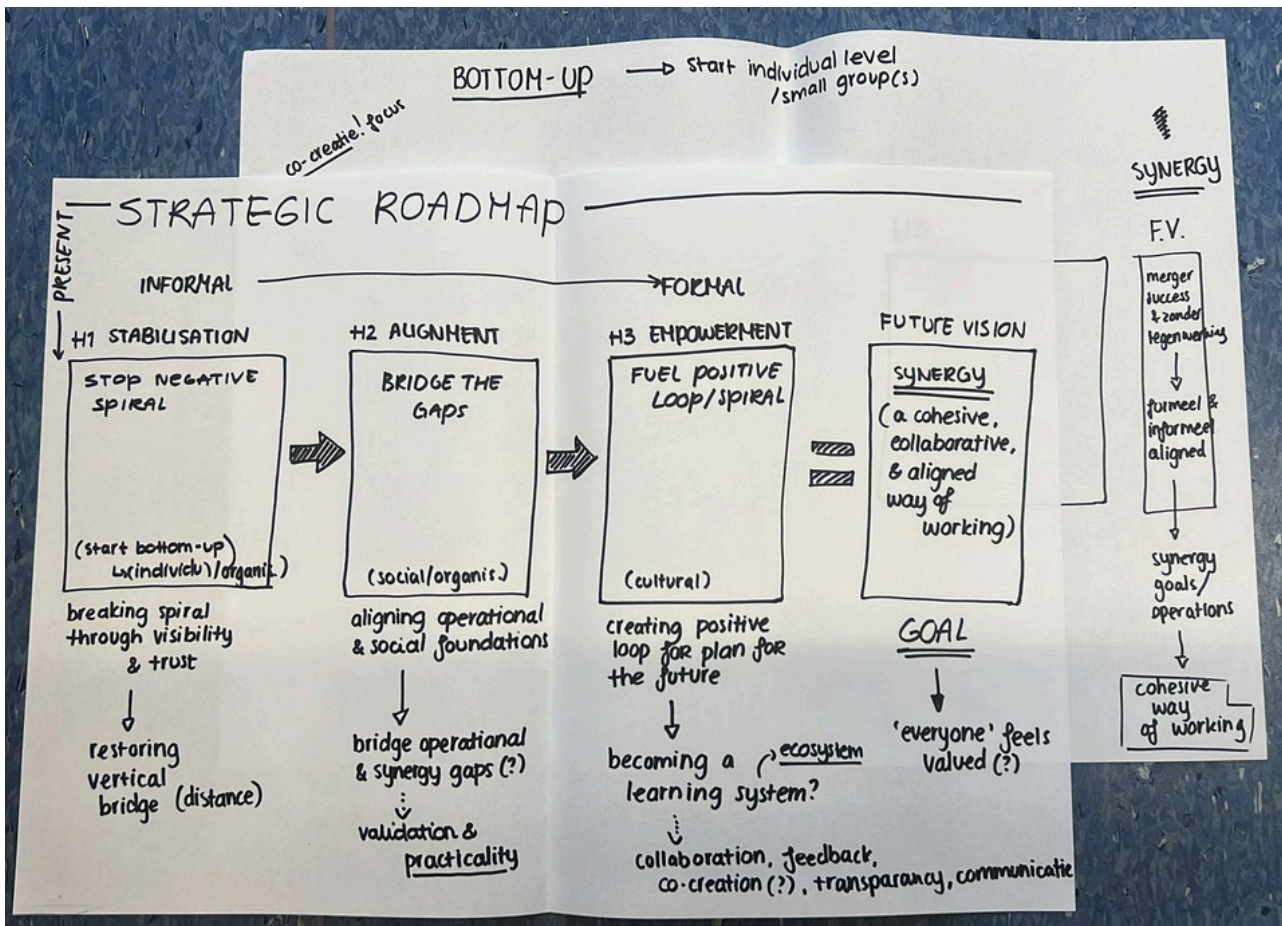 BOTTOM-UP → start individual level
/small group(s)
co-creatie! focus
SYNERGY
F.V.
merger
success
& zonder
tegenwerking
formeel &
informeel
aligned
synergy
goals/
operations
cohesive
way
of working
STRATEGIC ROADMAP
PRESENT
INFORMAL → FORMAL
H1 STABILISATION
STOP NEGATIVE
SPIRAL
(start bottom-up)
↳(individu)/organis.)
breaking spiral
through visibility
& trust
restoring
vertical
bridge (distance)
H2 ALIGNMENT
BRIDGE THE
GAPS
(social/organis.)
aligning operational
& social foundations
bridge operational
& synergy gaps (?)
validation &
practicality
H3 EMPOWERMENT
FUEL POSITIVE
LOOP/SPIRAL
(cultural)
creating positive
loop for plan for
the future
becoming a
ecosystem
learning system?
collaboration, feedback,
co-creation (?), transparancy, communicatie
FUTURE VISION
SYNERGY
(a cohesive,
collaborative,
& aligned
way of
working)
GOAL
'everyone' feels
valued (?)